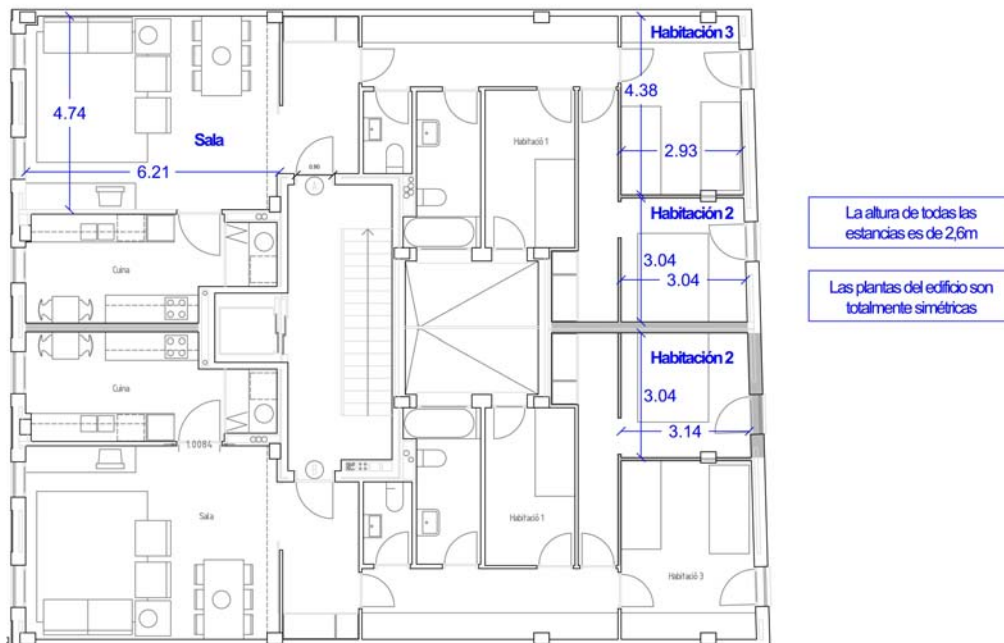 Habitación 3
4.38
2.93
4.74
Sala
6.21
0.90
A
Habitació 1
Habitación 2
3.04
3.04
Cuina
La altura de todas las
estancias es de 2,6m
Las plantas del edificio son
totalmente simétricas
Cuina
Habitación 2
3.04
3.14
1.0084
B
Sala
Habitació 1
Habitació 3